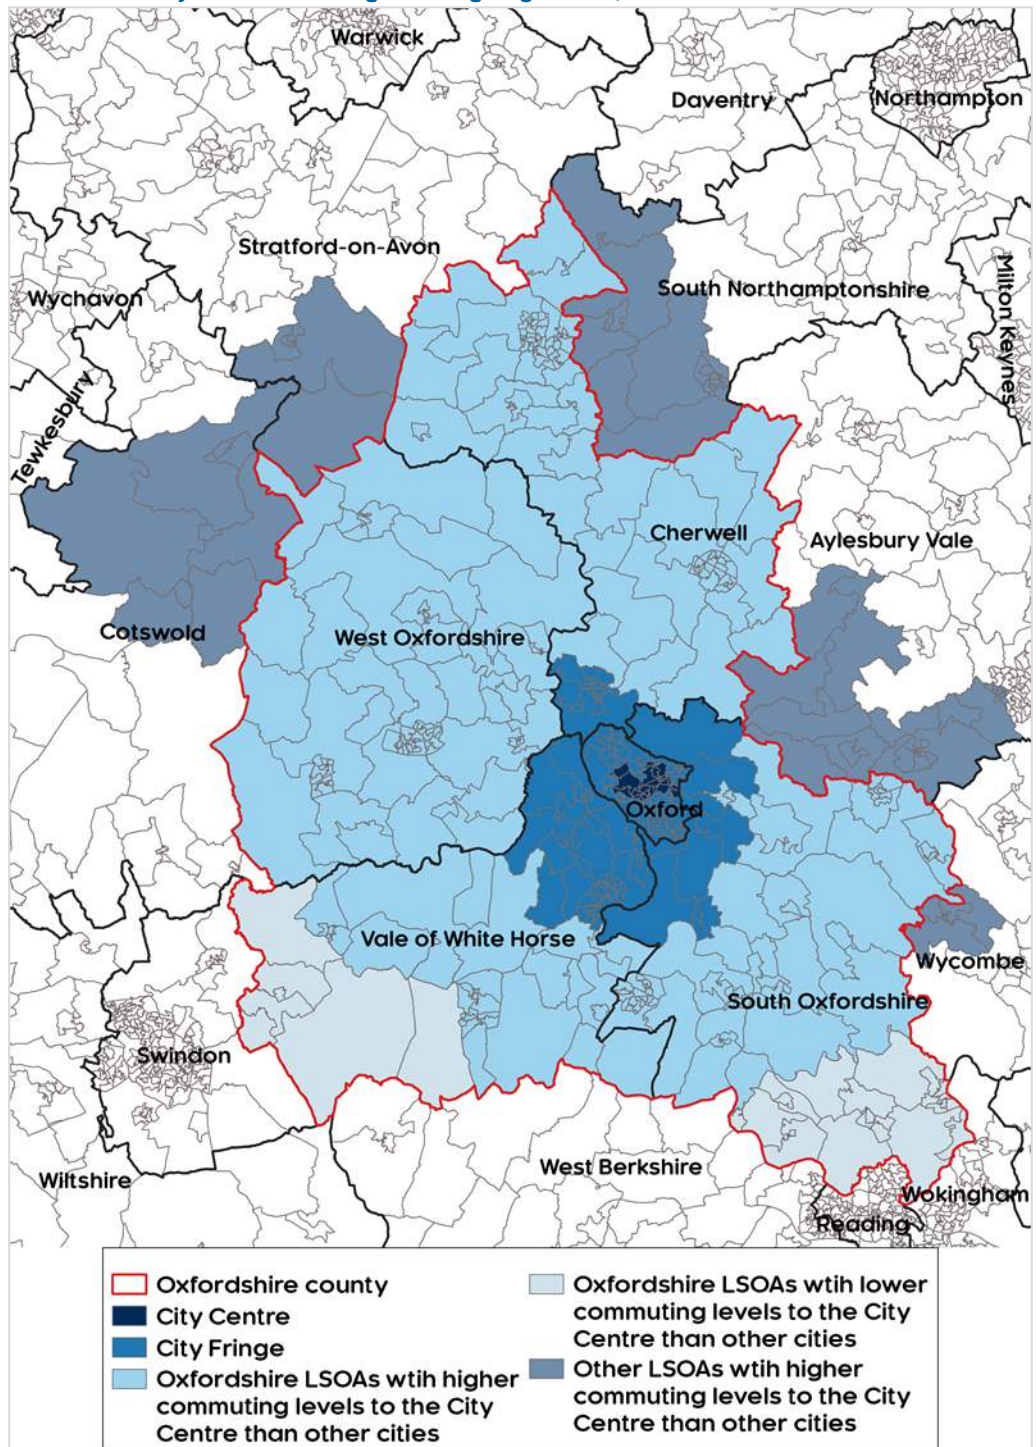 Warwick
Daventry
Northampton
Stratford-on-Avon
Wychavon
South Northamptonshire
Milton Keynes
Tewkesbury
Cherwell
Aylesbury Vale
Cotswold
West Oxfordshire
Oxford
Vale of White Horse
Wycombe
South Oxfordshire
Swindon
West Berkshire
Wiltshire
Wokingham
Reading
Oxfordshire county
City Centre
City Fringe
Oxfordshire LSOAs wtih higher
commuting levels to the City
Centre than other cities
Oxfordshire LSOAs wtih lower
commuting levels to the City
Centre than other cities
Other LSOAs wtih higher
commuting levels to the City
Centre than other cities